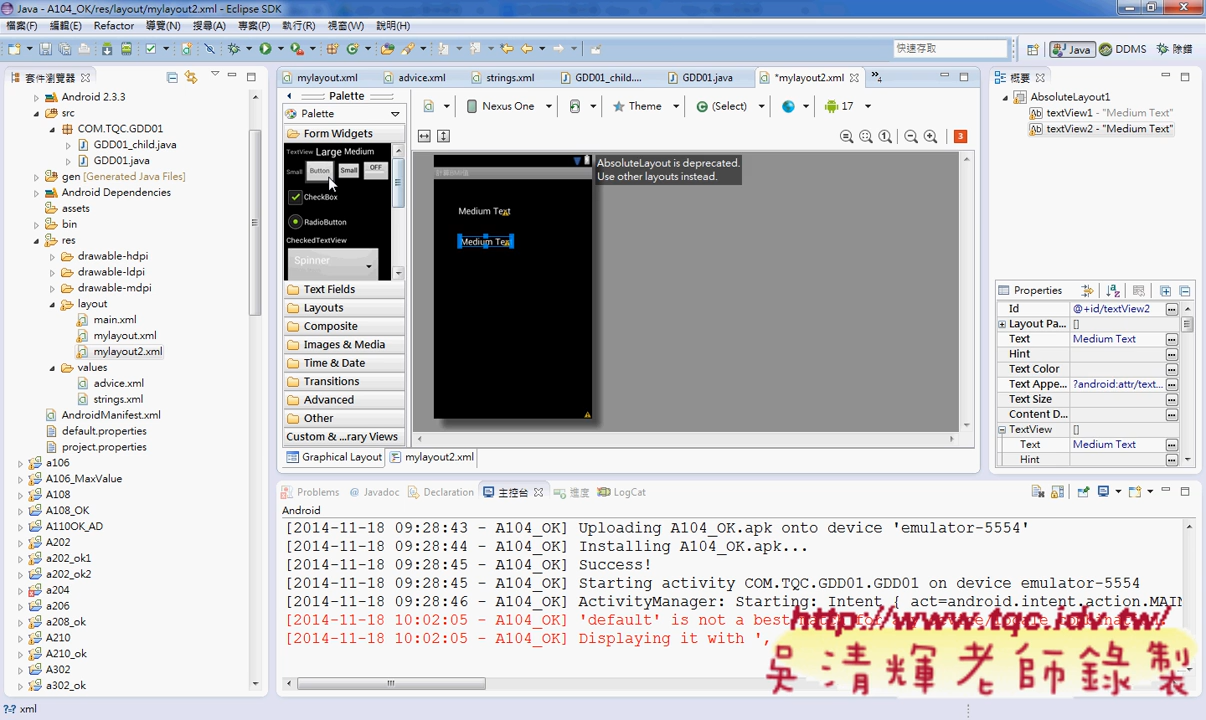 Java - A104_OK/res/layout/mylayout2.xml - Eclipse SDK
檔案(F) 編輯(E) Refactor 導覽(N) 搜尋(A) 專案(P) 執行(R) 視窗(W) 說明(H)
快速存取 Java DDMS 除錯
套件瀏覽器
Android 2.3.3
src
COM.TQC.GDD01
GDD01_child.java
GDD01.java
gen [Generated Java Files]
Android Dependencies
assets
bin
res
drawable-hdpi
drawable-ldpi
drawable-mdpi
layout
main.xml
mylayout.xml
mylayout2.xml
values
advice.xml
strings.xml
AndroidManifest.xml
default.properties
project.properties
a106
A106_MaxValue
A108
A108_OK
A110OK_AD
A202
a202_ok1
a202_ok2
a204
a206
a208_ok
A210
A210_ok
A302
a302_ok
mylayout.xml advice.xml strings.xml GDD01_child.... GDD01.java *mylayout2.xml »4
Palette
Palette
Form Widgets
TextView Large Medium
Small Button Small OFF
CheckBox
RadioButton
CheckedTextView
Spinner
Text Fields
Layouts
Composite
Images & Media
Time & Date
Transitions
Advanced
Other
Custom & ...rary Views
Nexus One Theme (Select) 17
3
AbsoluteLayout is deprecated.
Use other layouts instead.
Medium Text
Medium Text
Graphical Layout mylayout2.xml
概要
AbsoluteLayout1
textView1 - "Medium Text"
textView2 - "Medium Text"
Properties
Id @+id/textView2
Layout Pa... []
Text Medium Text
Hint
Text Color
Text Appe... ?android:attr/text...
Text Size
Content D...
TextView []
Text Medium Text
Hint
Problems Javadoc Declaration 主控台 進度 LogCat
Android
[2014-11-18 09:28:43 - A104_OK] Uploading A104_OK.apk onto device 'emulator-5554'
[2014-11-18 09:28:44 - A104_OK] Installing A104_OK.apk...
[2014-11-18 09:28:45 - A104_OK] Success!
[2014-11-18 09:28:45 - A104_OK] Starting activity COM.TQC.GDD01.GDD01 on device emulator-5554
[2014-11-18 09:28:46 - A104_OK] ActivityManager: Starting: Intent { act=android.intent.action.MAIN
[2014-11-18 10:02:05 - A104_OK] 'default' is not a best match for any device/locale
[2014-11-18 10:02:05 - A104_OK] Displaying it with ',
http://www.tqc.idv.tw/
吳清輝老師錄製
xml